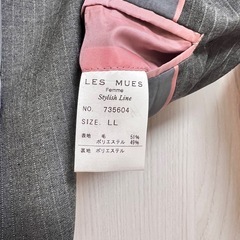 LES MUES
Femme
Stylish Line
NO. 735604
SIZE. LL
表地 毛 51%
ポリエステル 49%
裏地 ポリエステル